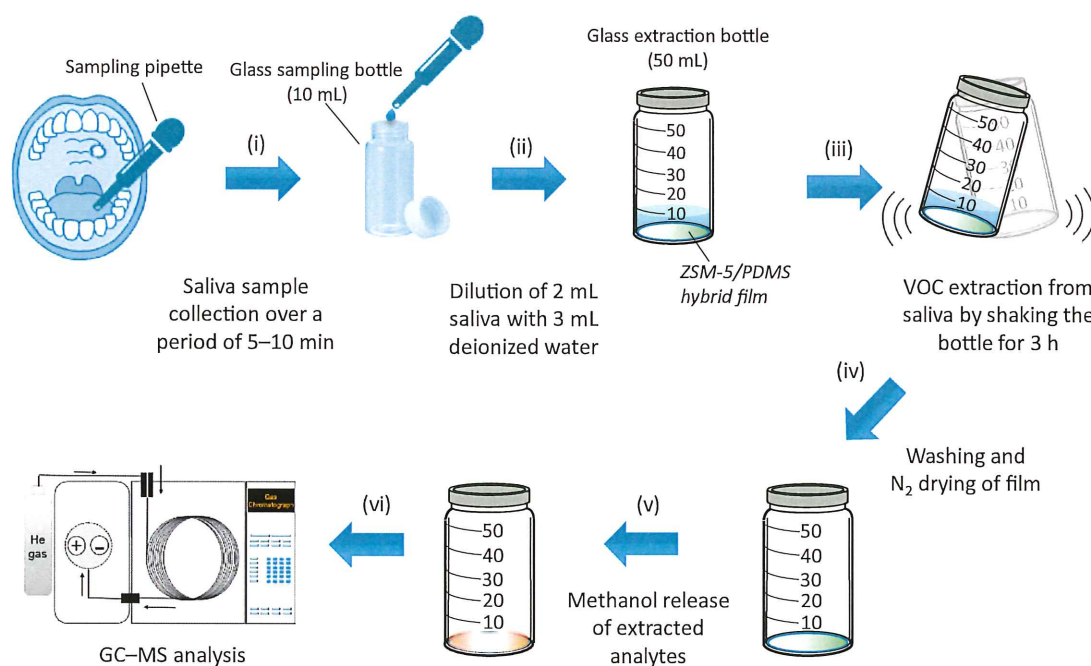 Sampling pipette
(i)
Saliva sample
collection over a
period of 5–10 min
Glass sampling bottle
(10 mL)
(ii)
Dilution of 2 mL
saliva with 3 mL
deionized water
Glass extraction bottle
(50 mL)
50
40
30
20
10
ZSM-5/PDMS
hybrid film
(iii)
50
40
30
20
10
40
30
20
10
VOC extraction from
saliva by shaking the
bottle for 3 h
(iv)
Washing and
N₂ drying of film
50
40
30
20
10
(v)
Methanol release
of extracted
analytes
50
40
30
20
10
(vi)
He
gas
+ −
Gas
Chromatograph
GC–MS analysis